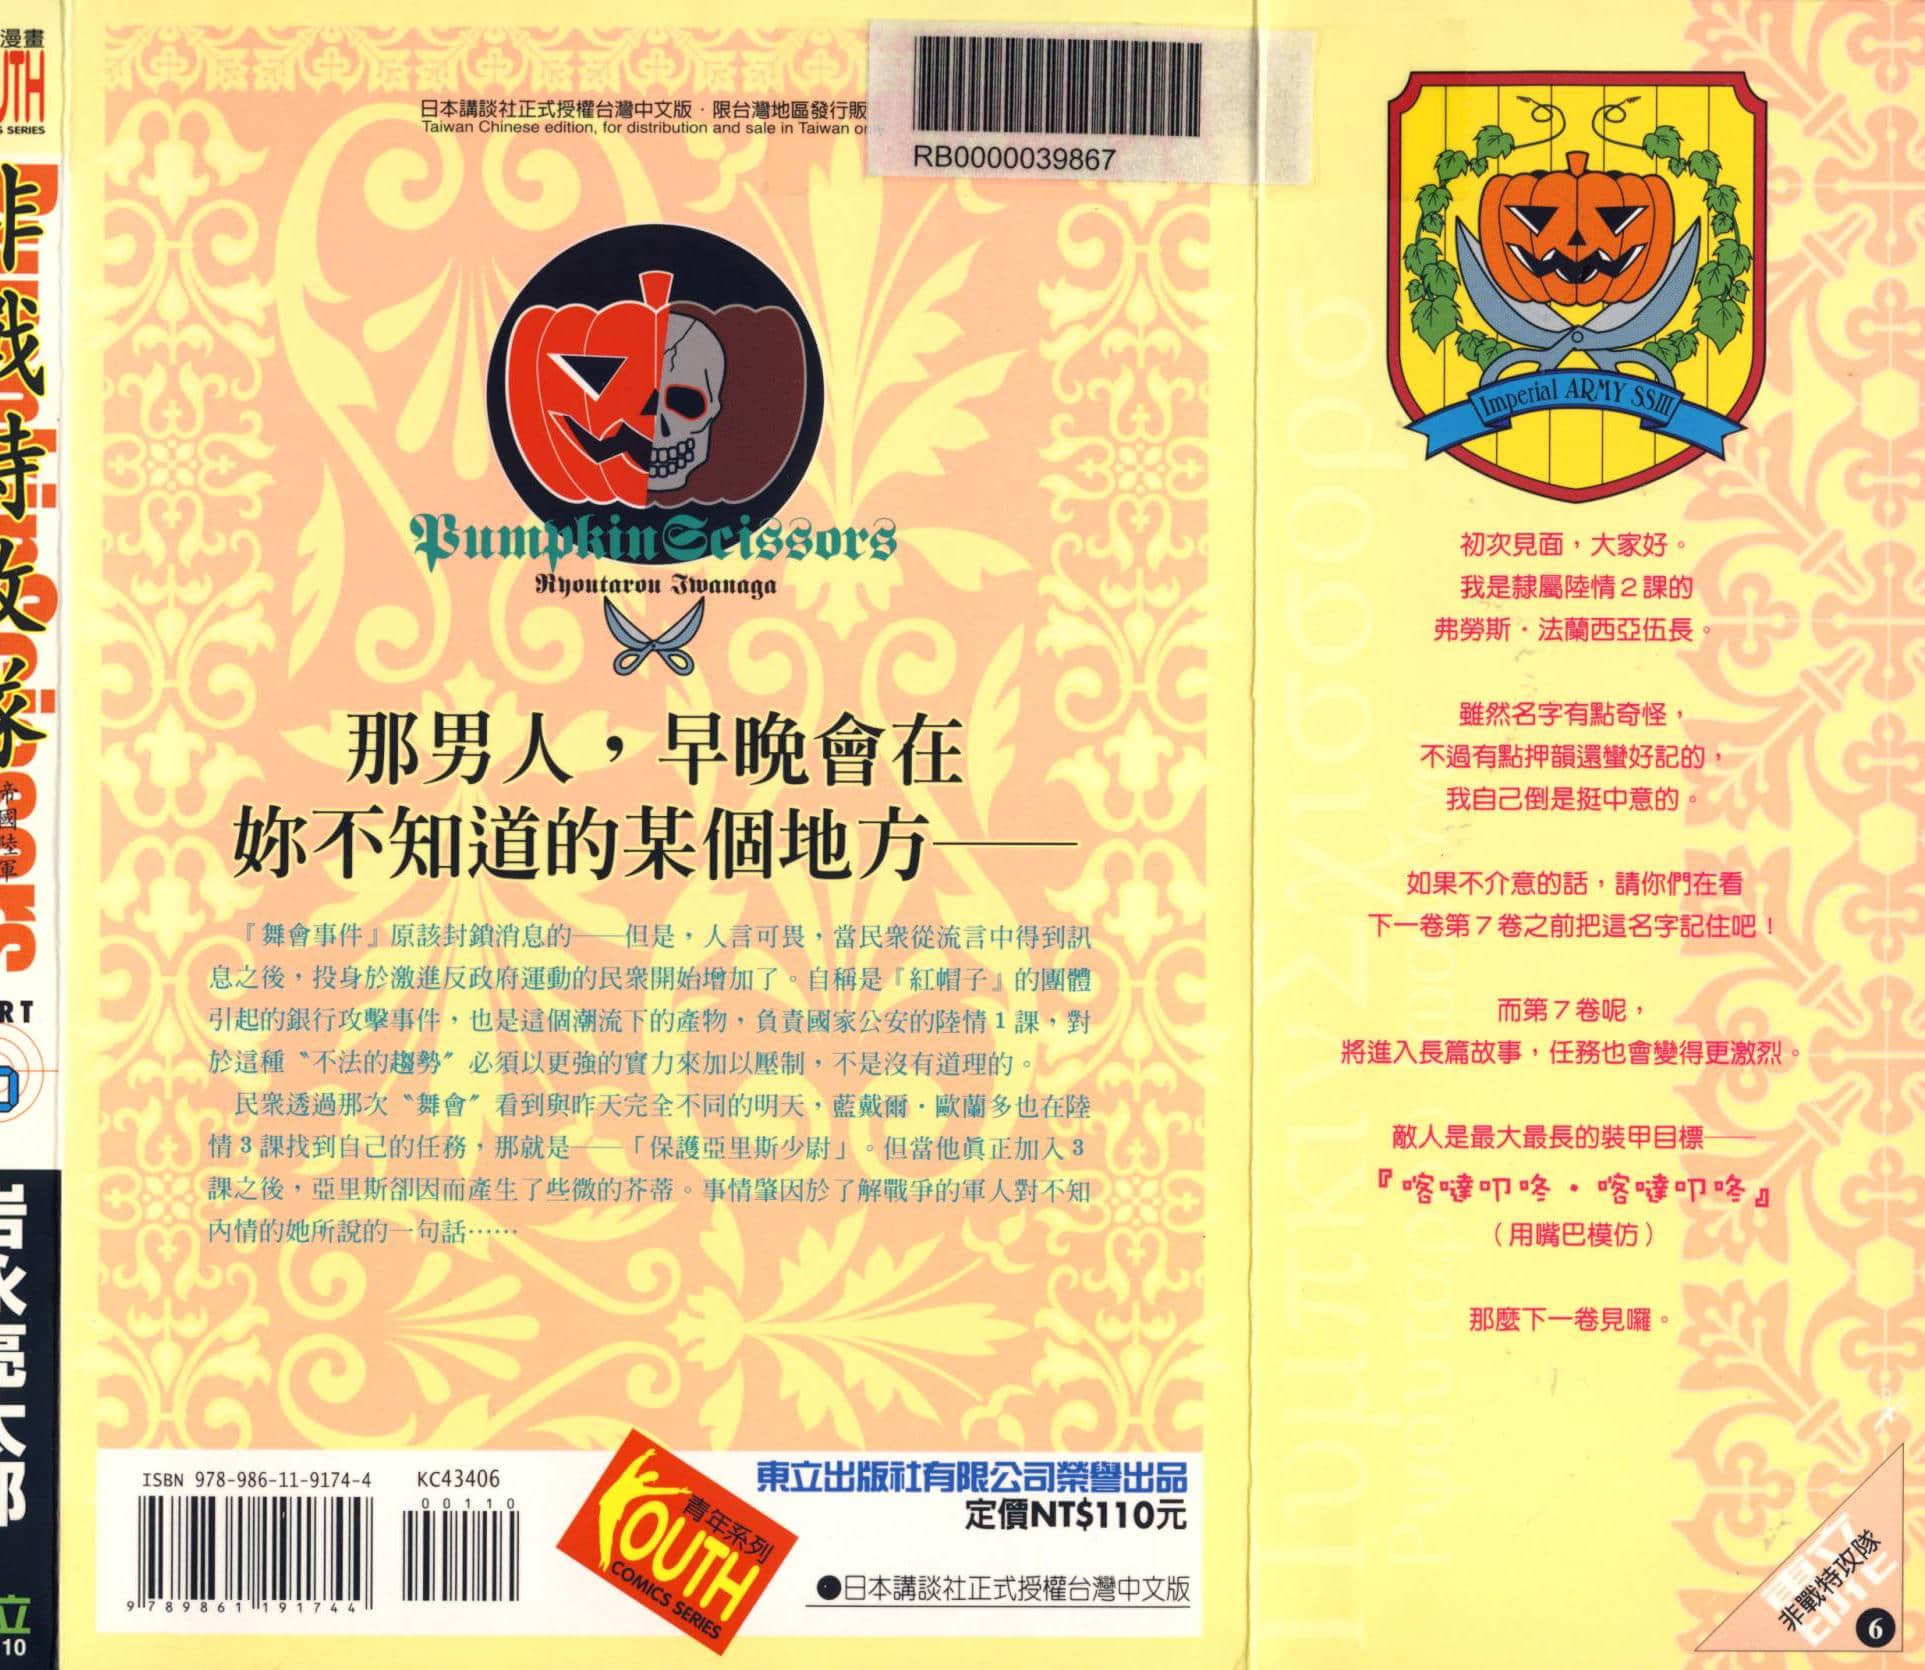 漫畫
UTH
S SERIES
非戰特攻隊
帝國陸軍
RT
岩永亮太郎
立
10
日本講談社正式授權台灣中文版·限台灣地區發行販
Taiwan Chinese edition, for distribution and sale in Taiwan on
RB0000039867
PumpkinScissors
Ryoutarou Iwanaga
那男人，早晚會在
妳不知道的某個地方——
『舞會事件』原該封鎖消息的——但是，人言可畏，當民衆從流言中得到訊
息之後，投身於激進反政府運動的民衆開始增加了。自稱是『紅帽子』的團體
引起的銀行攻擊事件，也是這個潮流下的產物，負責國家公安的陸情1課，對
於這種〝不法的趨勢〞必須以更強的實力來加以壓制，不是沒有道理的。
民衆透過那次〝舞會〞看到與昨天完全不同的明天，藍戴爾·歐蘭多也在陸
情3課找到自己的任務，那就是——「保護亞里斯少尉」。但當他眞正加入3
課之後，亞里斯卻因而產生了些微的芥蒂。事情肇因於了解戰爭的軍人對不知
內情的她所說的一句話……
ISBN 978-986-11-9174-4
KC43406
00110
9789861191744
青年系列
YOUTH
COMICS SERIES
東立出版社有限公司榮譽出品
定價NT$110元
●日本講談社正式授權台灣中文版
Imperial ARMY SSIII
初次見面，大家好。
我是隸屬陸情2課的
弗勞斯·法蘭西亞伍長。
雖然名字有點奇怪，
不過有點押韻還蠻好記的，
我自己倒是挺中意的。
如果不介意的話，請你們在看
下一卷第7卷之前把這名字記住吧！
而第7卷呢，
將進入長篇故事，任務也會變得更激烈。
敵人是最大最長的裝甲目標——
『喀噠叩咚·喀噠叩咚』
（用嘴巴模仿）
那麼下一卷見囉。
非戰特攻隊
6